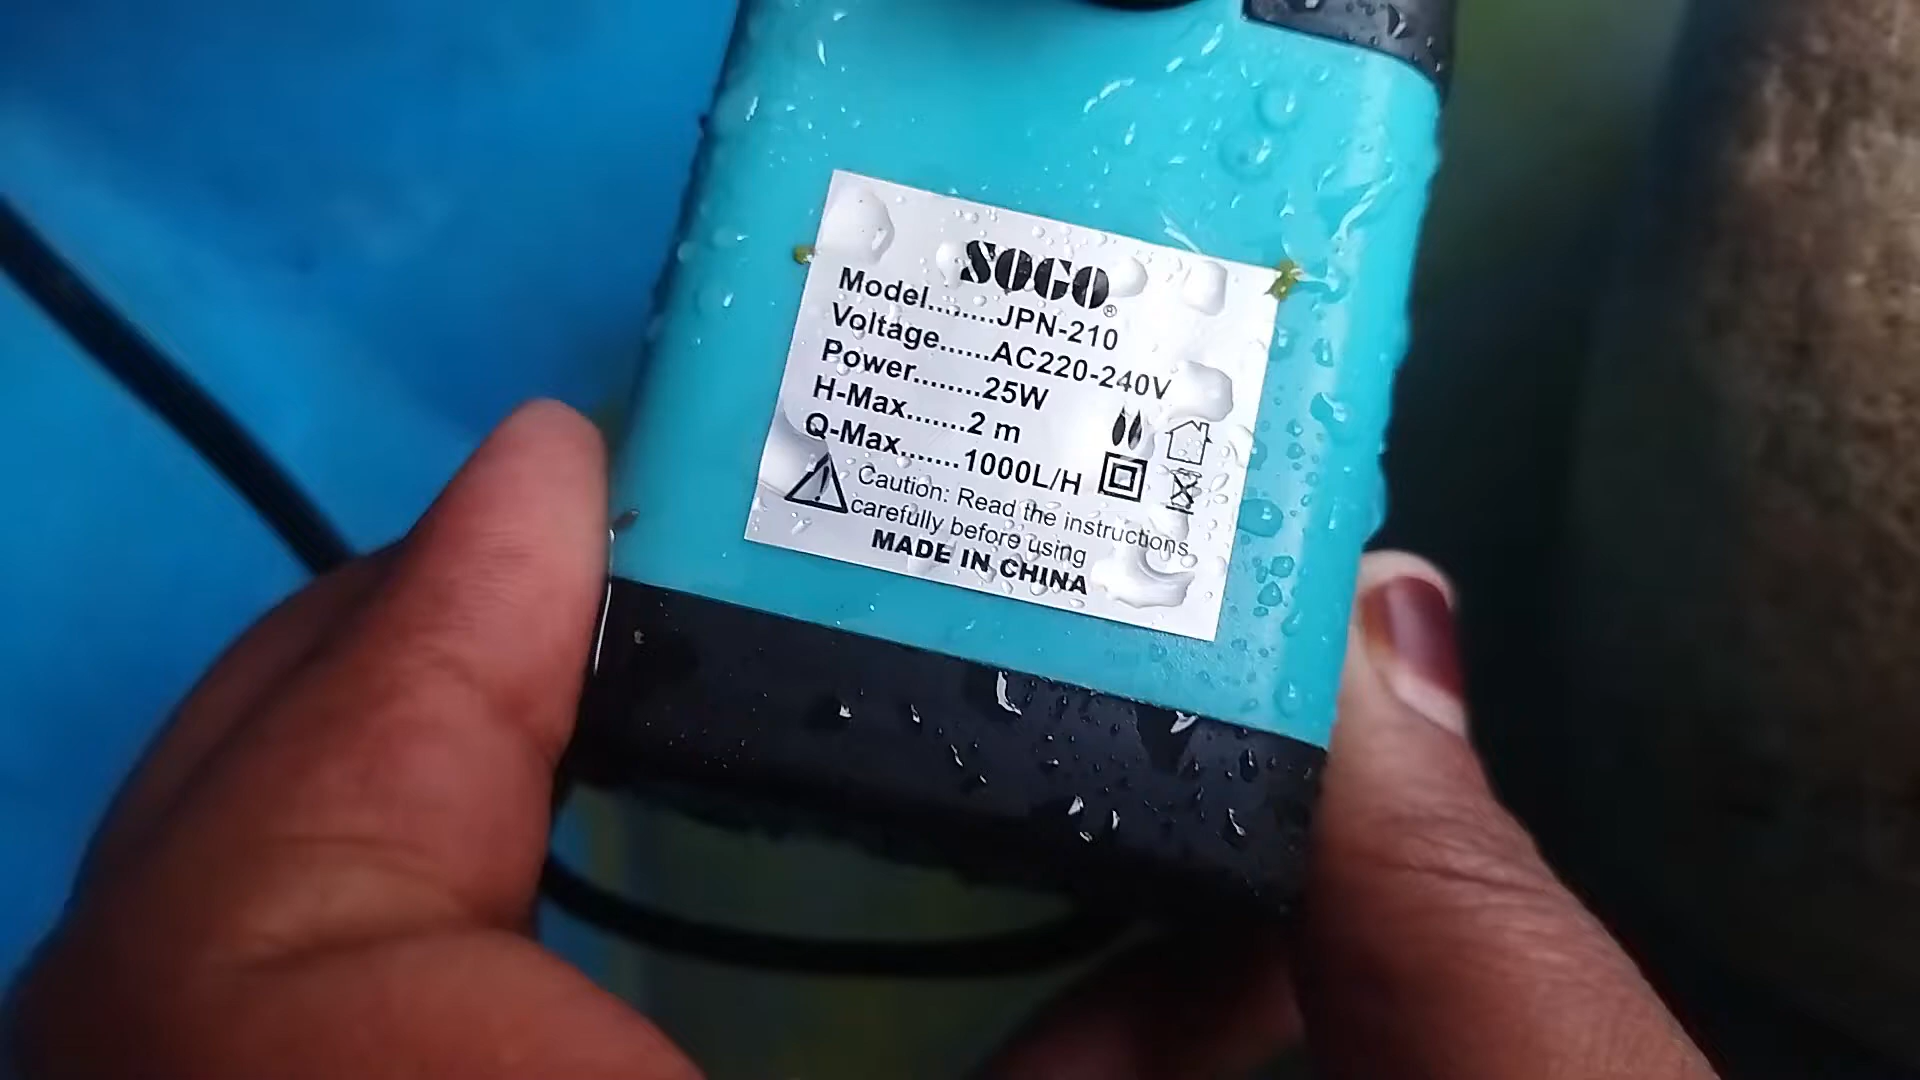 SOGO®
Model........JPN-210
Voltage......AC220-240V
Power........25W
H-Max.......2 m
Q-Max.......1000L/H
Caution: Read the instructions
carefully before using
MADE IN CHINA